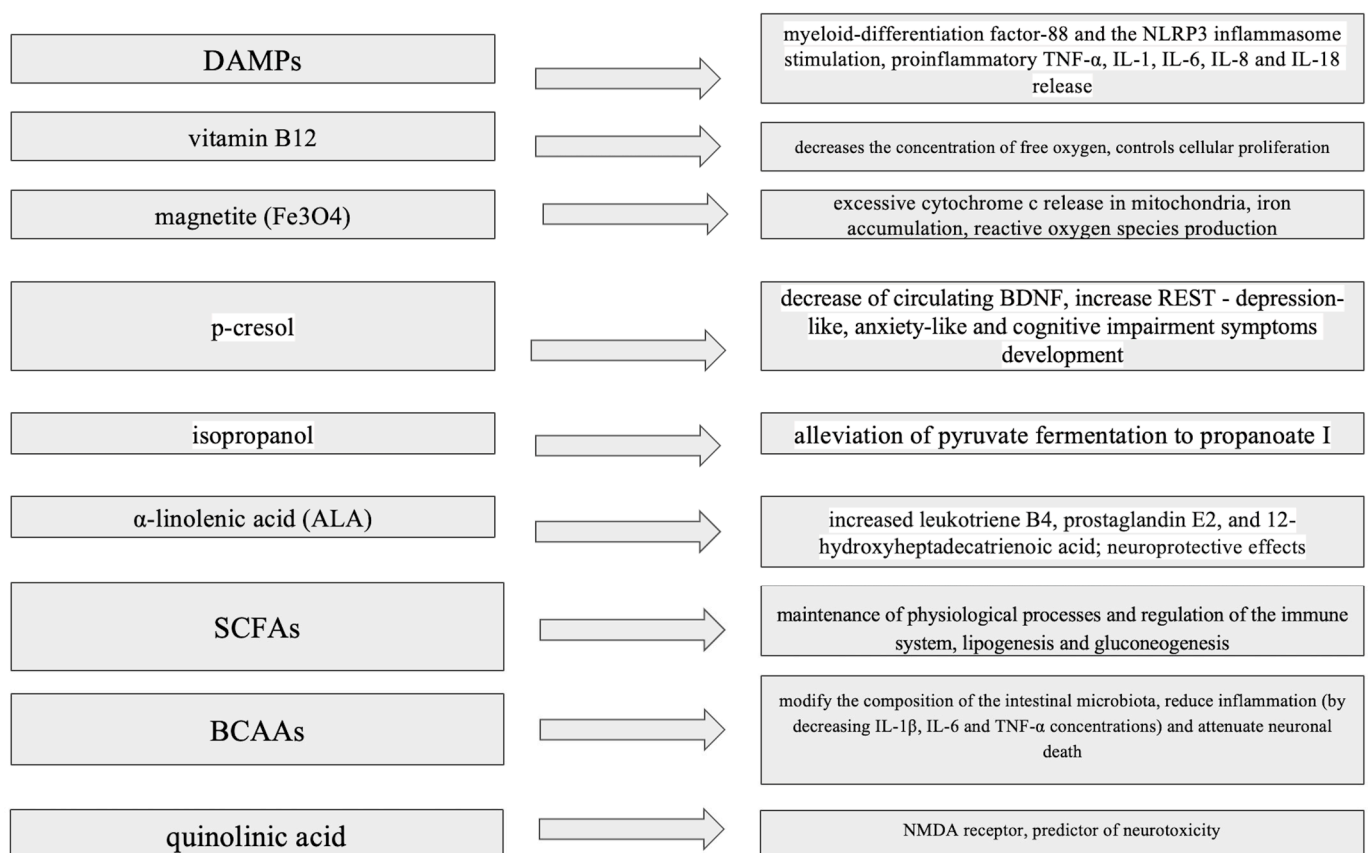 DAMPs
myeloid-differentiation factor-88 and the NLRP3 inflammasome
stimulation, proinflammatory TNF-α, IL-1, IL-6, IL-8 and IL-18
release
vitamin B12
decreases the concentration of free oxygen, controls cellular proliferation
magnetite (Fe3O4)
excessive cytochrome c release in mitochondria, iron
accumulation, reactive oxygen species production
p-cresol
decrease of circulating BDNF, increase REST - depression-
like, anxiety-like and cognitive impairment symptoms
development
isopropanol
alleviation of pyruvate fermentation to propanoate I
α-linolenic acid (ALA)
increased leukotriene B4, prostaglandin E2, and 12-
hydroxyheptadecatrienoic acid; neuroprotective effects
SCFAs
maintenance of physiological processes and regulation of the immune
system, lipogenesis and gluconeogenesis
BCAAs
modify the composition of the intestinal microbiota, reduce inflammation (by
decreasing IL-1β, IL-6 and TNF-α concentrations) and attenuate neuronal
death
quinolinic acid
NMDA receptor, predictor of neurotoxicity